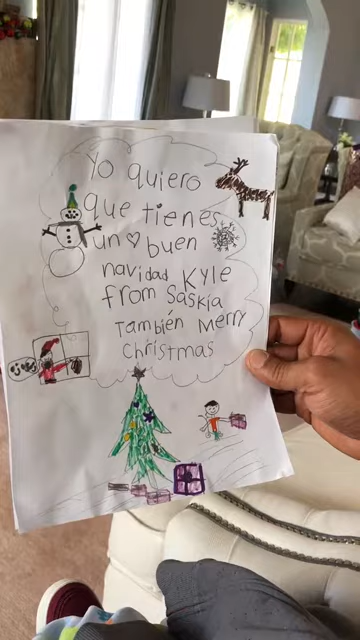 Yo quiero
que tienes
un buen
navidad Kyle
from Saskia
También Merry
Christmas